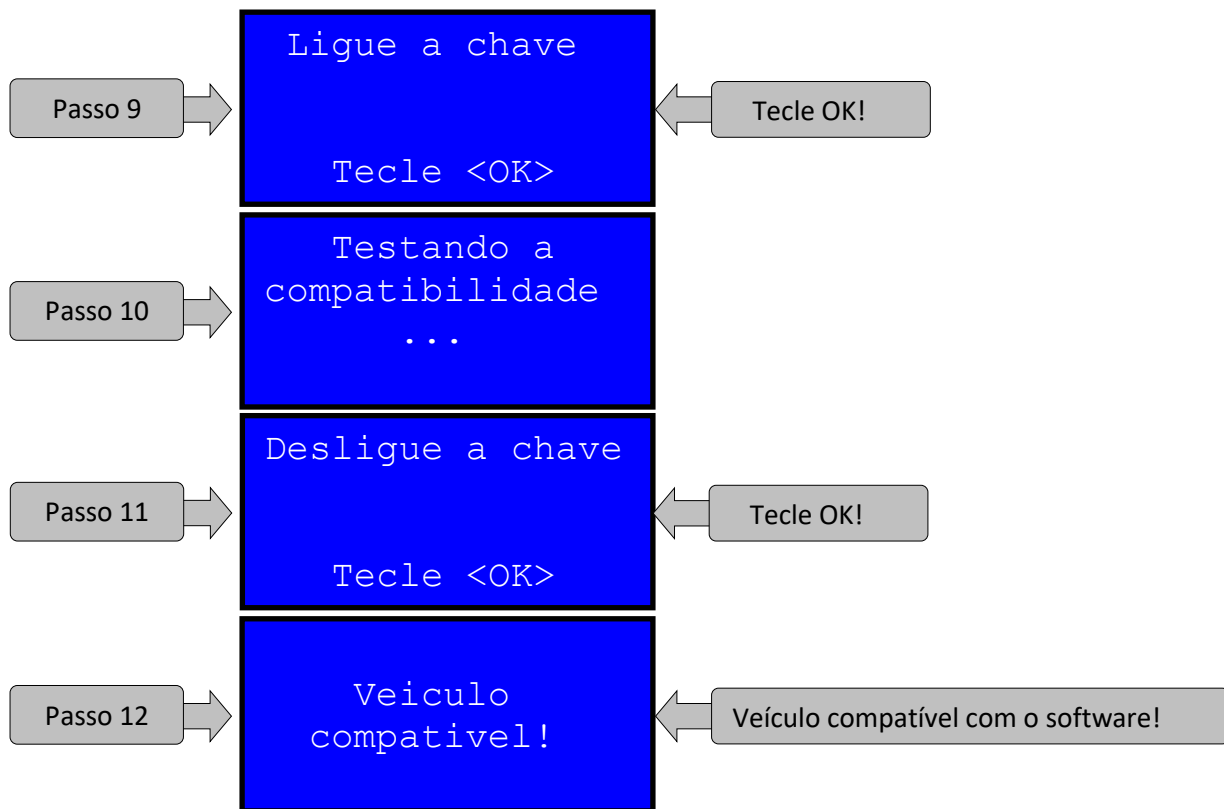 Ligue a chave
Passo 9
Tecle OK!
Tecle <OK>
Testando a
compatibilidade
Passo 10
...
Desligue a chave
Passo 11
Tecle OK!
Tecle <OK>
Veiculo
Passo 12
Veículo compatível com o software!
compativel!